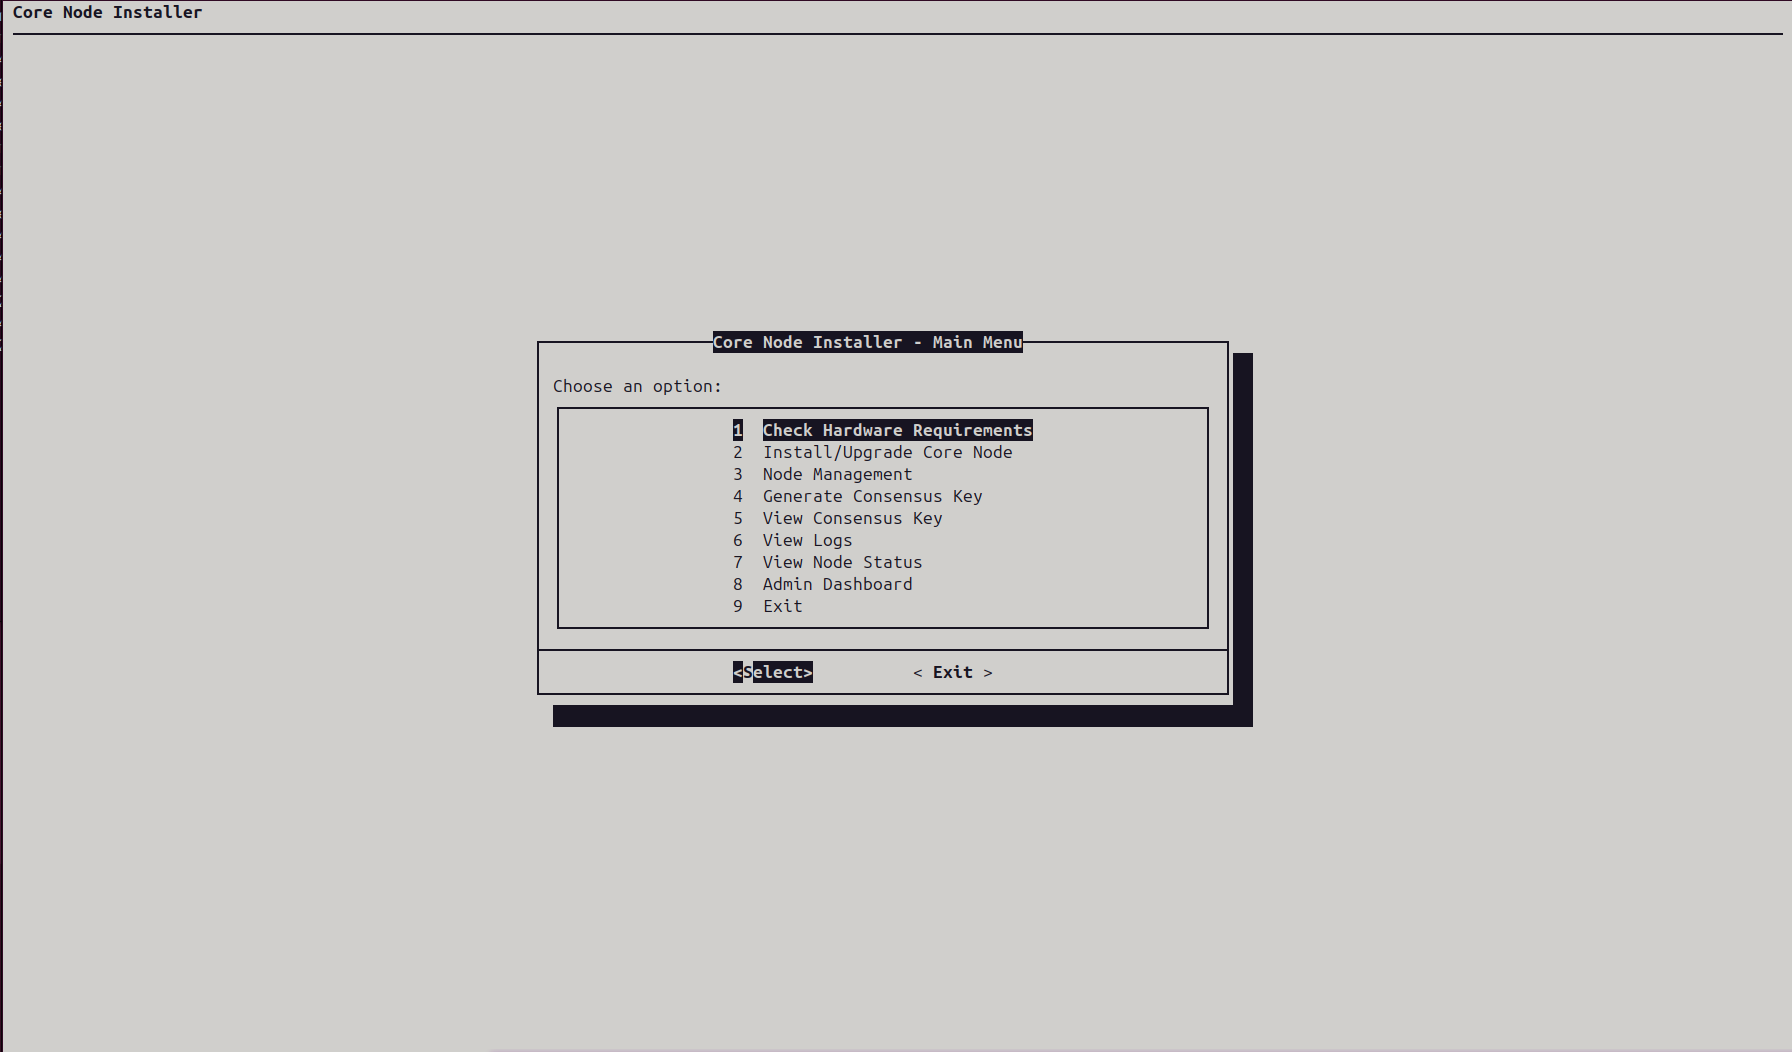 Core Node Installer
Core Node Installer - Main Menu
Choose an option:
1 Check Hardware Requirements
2 Install/Upgrade Core Node
3 Node Management
4 Generate Consensus Key
5 View Consensus Key
6 View Logs
7 View Node Status
8 Admin Dashboard
9 Exit
<Select> < Exit >